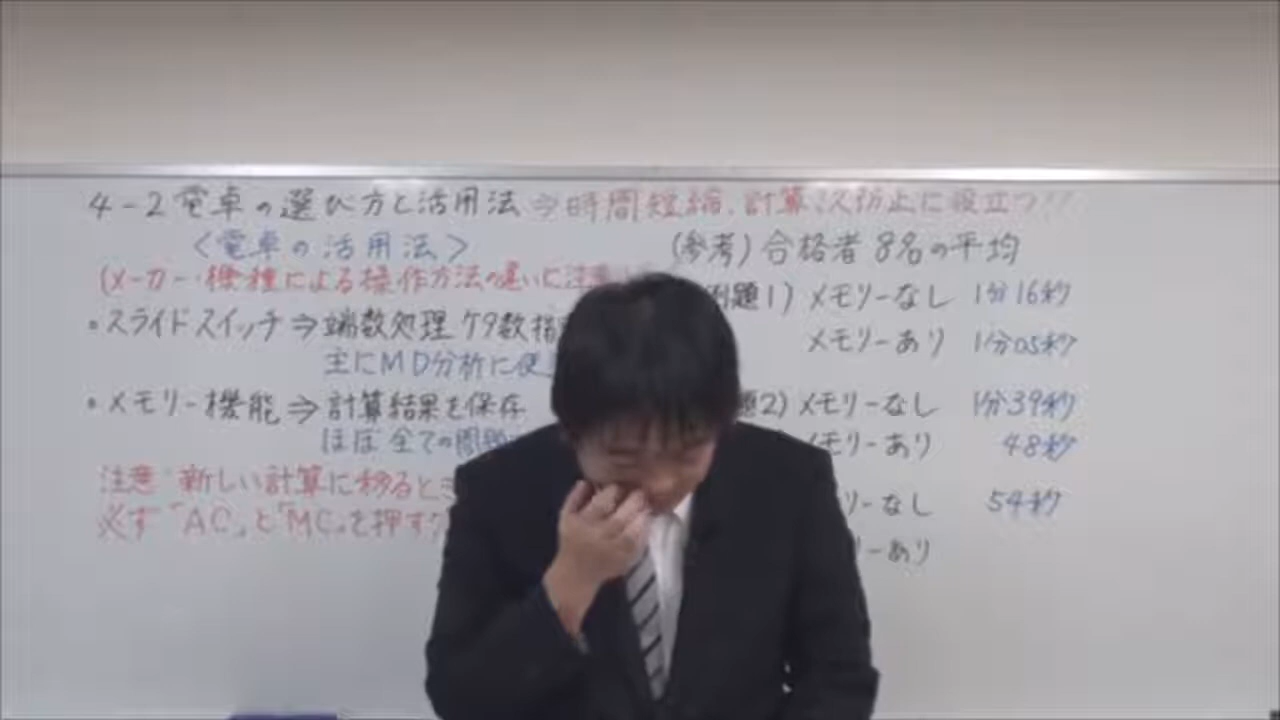 4-2 電卓の選び方と活用法 ⇒ 時間短縮、計算ミス防止に役立つ!!
<電卓の活用法>
(メーカー・機種による操作方法の違いに注意
・スライドスイッチ ⇒ 端数処理 ケタ数指
主にMD分析に使
・メモリー機能 ⇒ 計算結果を保存
ほぼ全ての問題
注意 新しい計算に移るとき
必ず「AC」と「MC」を押す
(参考) 合格者 8名の平均
例題1) メモリーなし 1分16秒
メモリーあり 1分05秒
題2) メモリーなし 1分39秒
メモリーあり 48秒
リーなし 54秒
ーあり